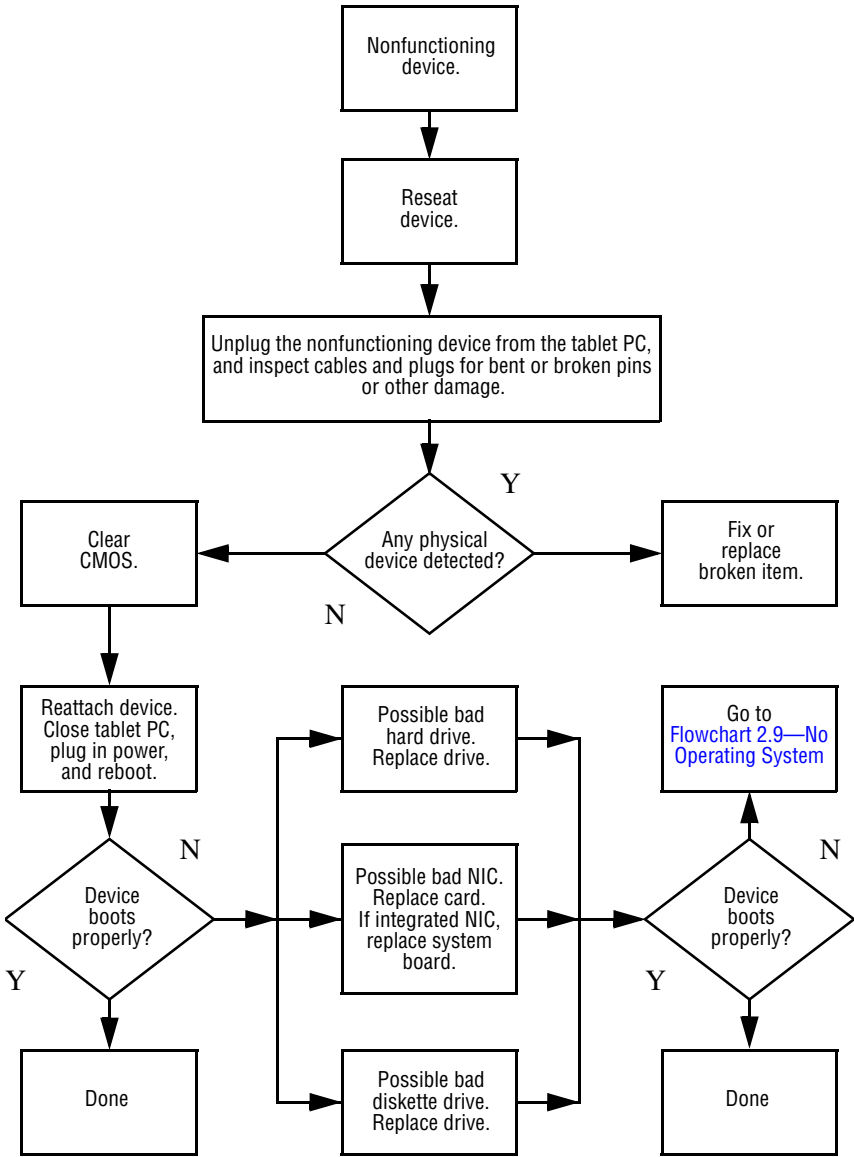 Nonfunctioning
device.
Reseat
device.
Unplug the nonfunctioning device from the tablet PC,
and inspect cables and plugs for bent or broken pins
or other damage.
Y
Any physical
device detected?
N
Clear
CMOS.
Fix or
replace
broken item.
Reattach device.
Close tablet PC,
plug in power,
and reboot.
Possible bad
hard drive.
Replace drive.
Go to
Flowchart 2.9—No
Operating System
N
Device
boots
properly?
Y
Possible bad NIC.
Replace card.
If integrated NIC,
replace system
board.
N
Device
boots
properly?
Y
Done
Possible bad
diskette drive.
Replace drive.
Done